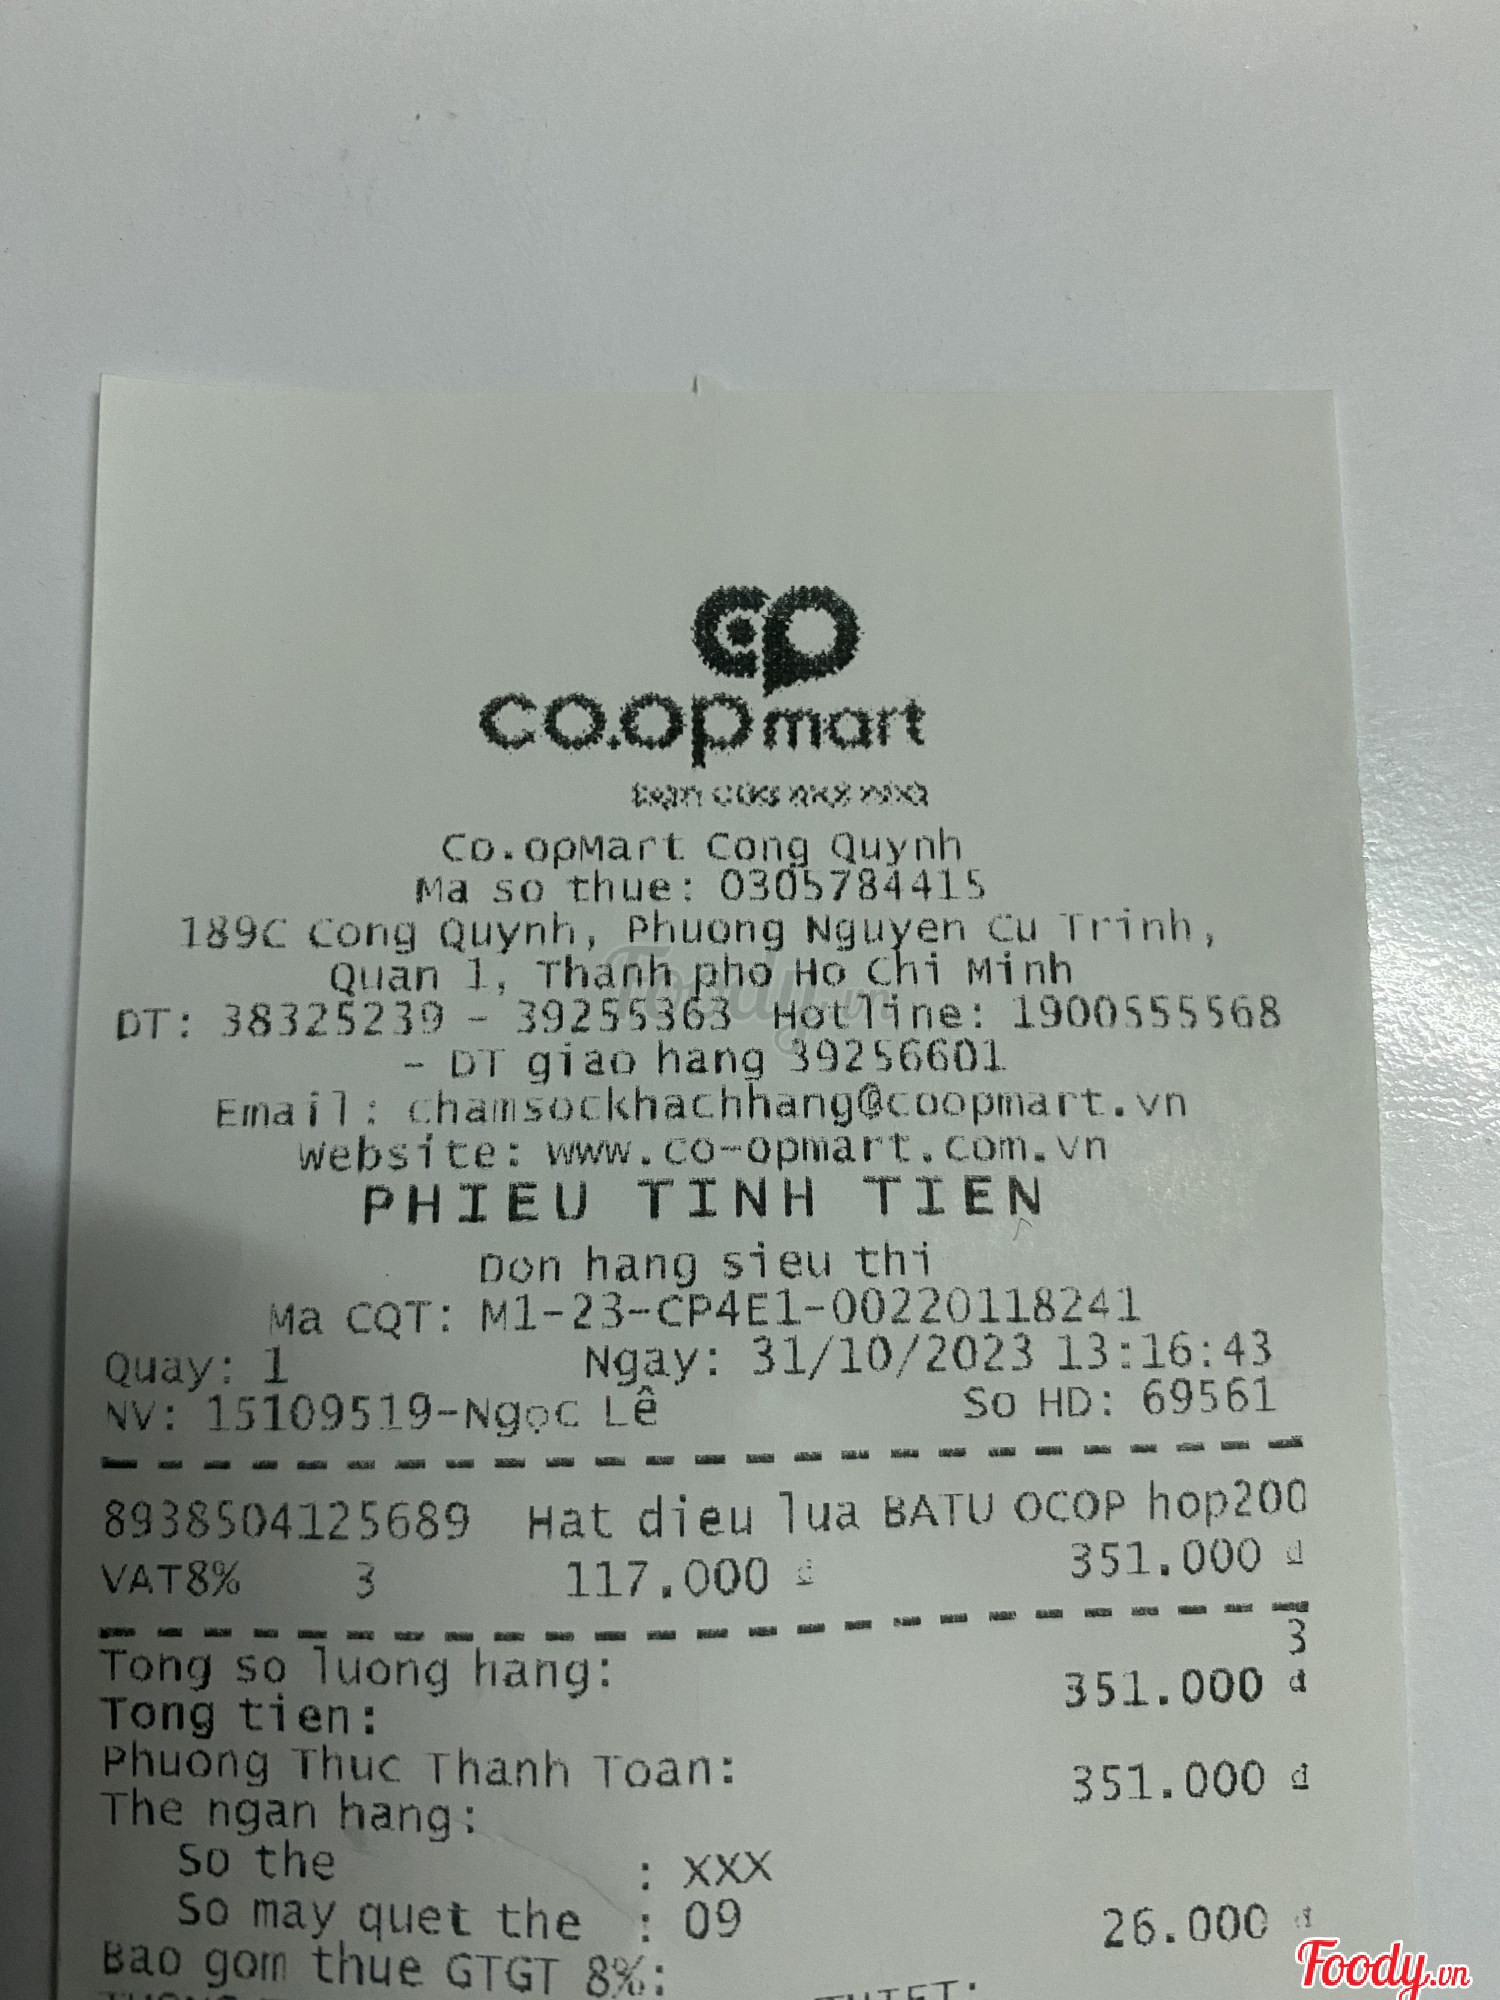 co.opmart
Co.opMart Cong Quynh
Ma so thue: 0305784415
189C Cong Quynh, Phuong Nguyen Cu Trinh,
Quan 1, Thanh pho Ho Chi Minh
DT: 38325239 - 39255363 Hotline: 1900555568
- DT giao hang 39256601
Email: chamsockhachhang@coopmart.vn
Website: www.co-opmart.com.vn
PHIEU TINH TIEN
Don hang sieu thi
Ma CQT: M1-23-CP4E1-00220118241
Quay: 1 Ngay: 31/10/2023 13:16:43
NV: 15109519-Ngọc Lê So HD: 69561
8938504125689 Hat dieu lua BATU OCOP hop200
VAT8% 3 117.000 đ 351.000 đ
Tong so luong hang: 3
Tong tien: 351.000 đ
Phuong Thuc Thanh Toan:
The ngan hang: 351.000 đ
So the : XXX
So may quet the : 09
Bao gom thue GTGT 8%: 26.000 đ
Foody.vn
Foody.vn